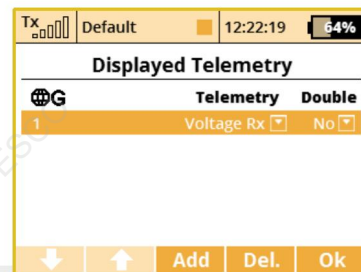 Tx Default 12:22:19 64%
Displayed Telemetry
G Telemetry Double
1 Voltage Rx No
Add Del. Ok